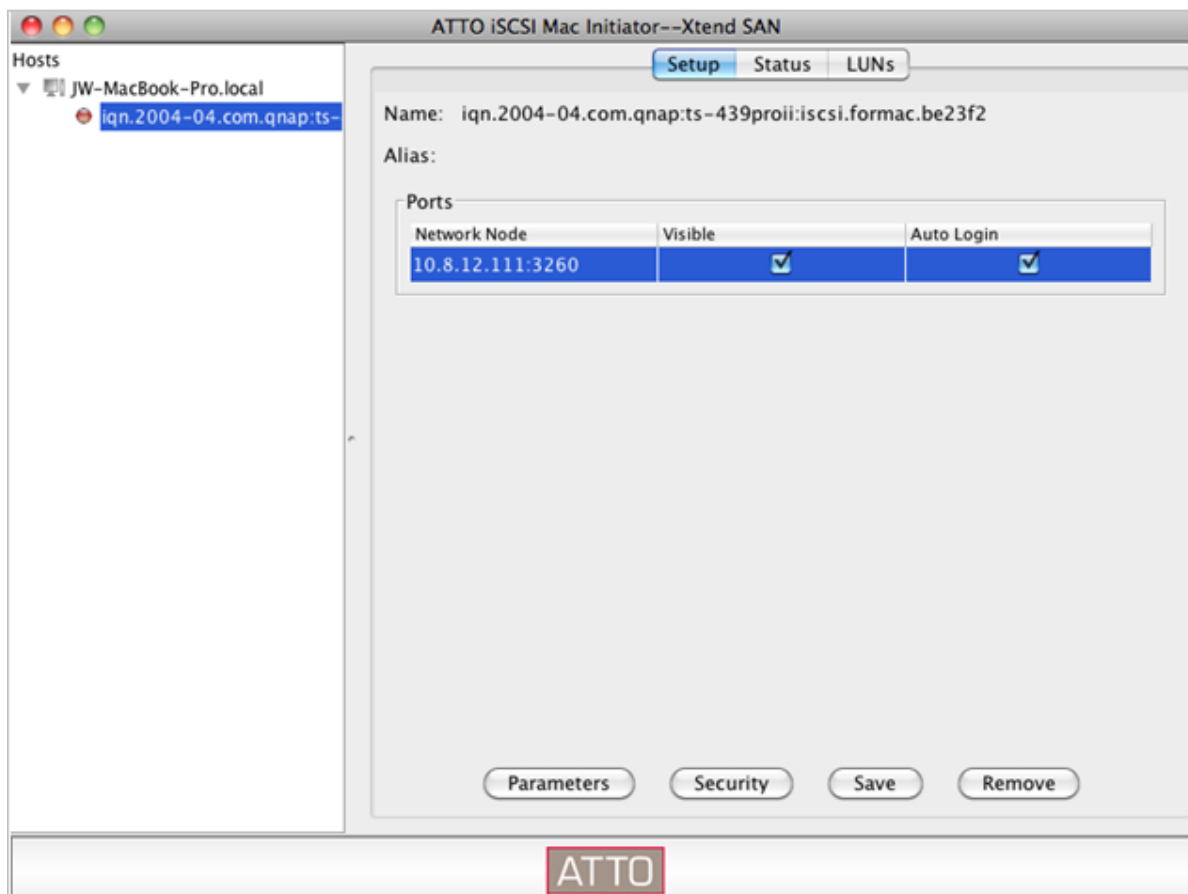 ATTO iSCSI Mac Initiator--Xtend SAN
Hosts
JW-MacBook-Pro.local
iqn.2004-04.com.qnap:ts-
Setup Status LUNs
Name: iqn.2004-04.com.qnap:ts-439proii:iscsi.formac.be23f2
Alias:
Ports
Network Node Visible Auto Login
10.8.12.111:3260
Parameters Security Save Remove
ATTO